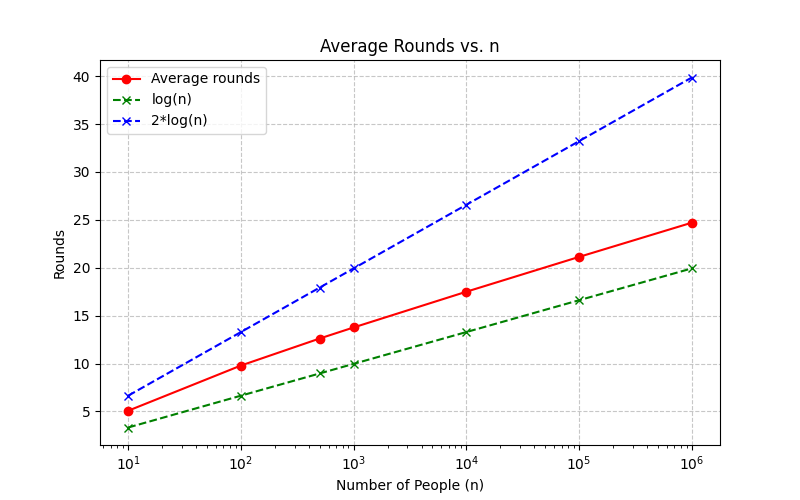 Average Rounds vs. n
Average rounds
log(n)
2*log(n)
40
35
30
25
20
15
10
5
Rounds
10¹
10²
10³
10⁴
10⁵
10⁶
Number of People (n)